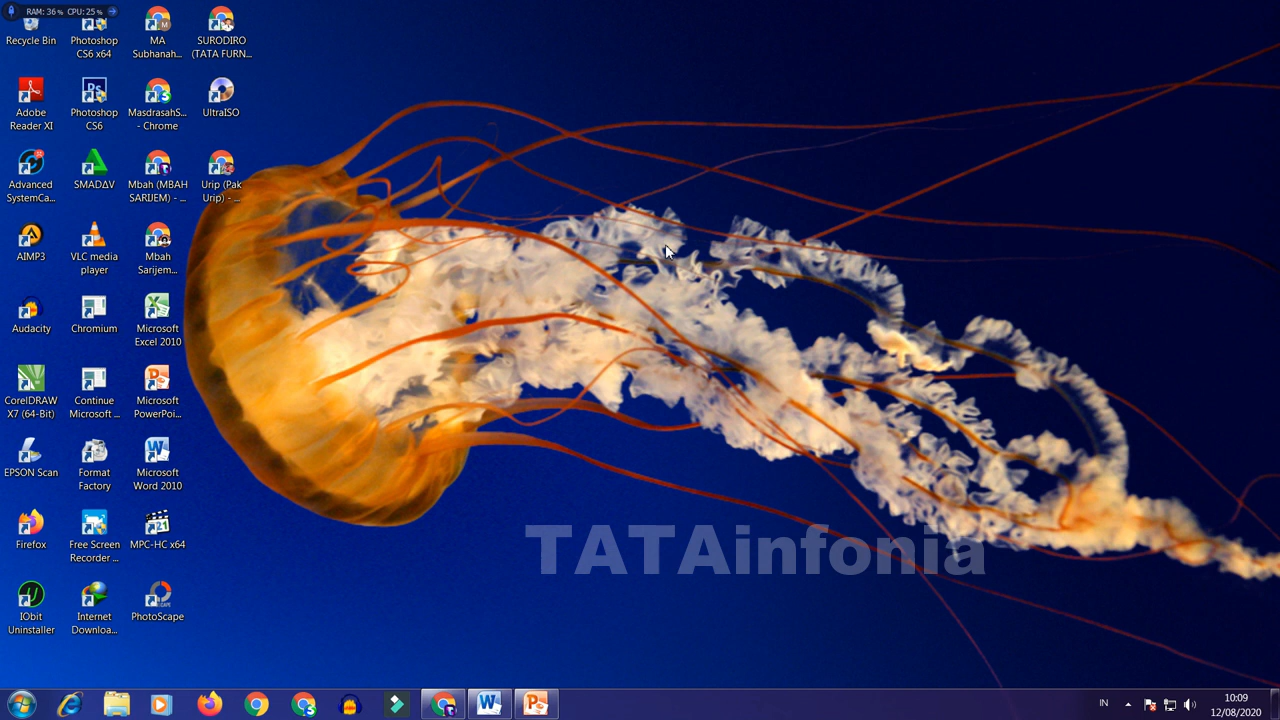 RAM: 36 % CPU: 25 %
Recycle Bin
Photoshop
CS6 x64
MA
Subhanah...
SURODIRO
(TATA FURN...
Adobe
Reader XI
Photoshop
CS6
MasdrasahS...
- Chrome
UltraISO
Advanced
SystemCa...
SMADΔV
Mbah (MBAH
SARIJEM) - ...
Urip (Pak
Urip) - ...
AIMP3
VLC media
player
Mbah
Sarijem...
Audacity
Chromium
Microsoft
Excel 2010
CorelDRAW
X7 (64-Bit)
Continue
Microsoft ...
Microsoft
PowerPoi...
EPSON Scan
Format
Factory
Microsoft
Word 2010
Firefox
Free Screen
Recorder ...
MPC-HC x64
IObit
Uninstaller
Internet
Downloa...
PhotoScape
TATAinfonia
IN
10:09
12/08/2020